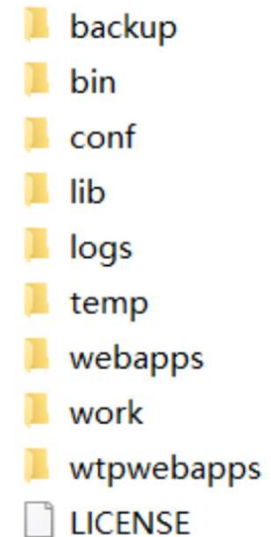 backup
bin
conf
lib
logs
temp
webapps
work
wtpwebapps
LICENSE